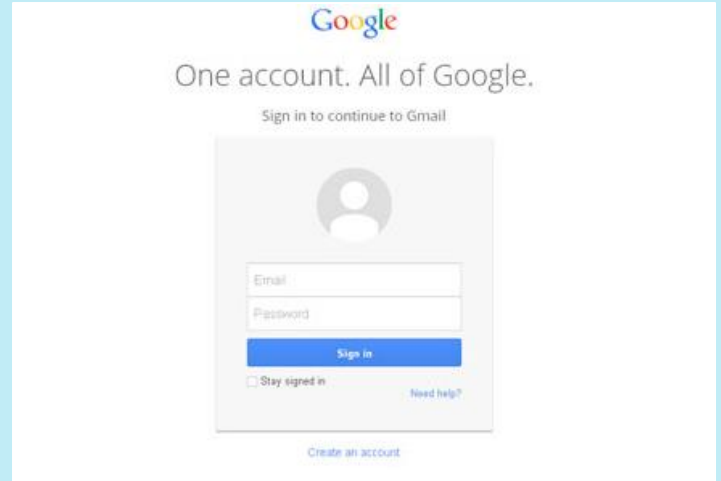 Google
One account. All of Google.
Sign in to continue to Gmail
Email
Password
Sign in
Stay signed in
Need help?
Create an account